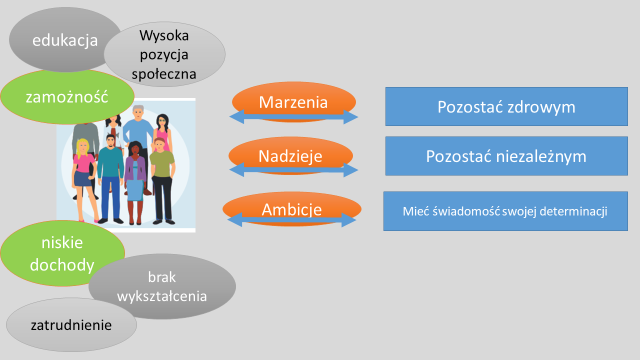 edukacja
Wysoka
pozycja
społeczna
zamożność
Marzenia
Pozostać zdrowym
Nadzieje
Pozostać niezależnym
Ambicje
Mieć świadomość swojej determinacji
niskie
dochody
brak
wykształcenia
zatrudnienie